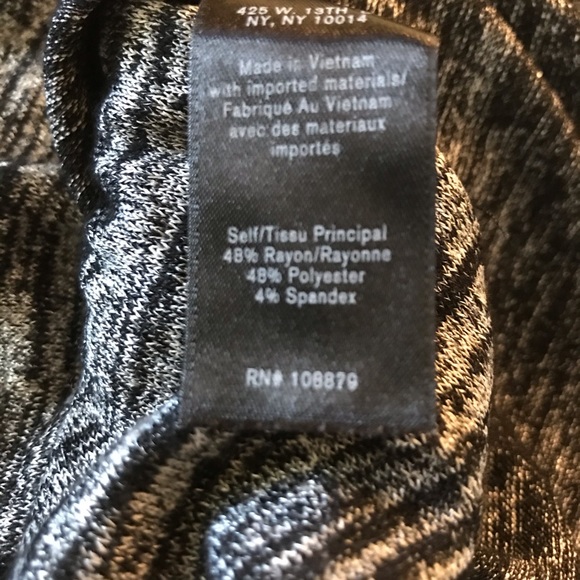 425 W. 13TH
NY, NY 10014
Made in Vietnam
with imported materials/
Fabriqué Au Vietnam
avec des materiaux
importés
Self/Tissu Principal
48% Rayon/Rayonne
48% Polyester
4% Spandex
RN# 108879